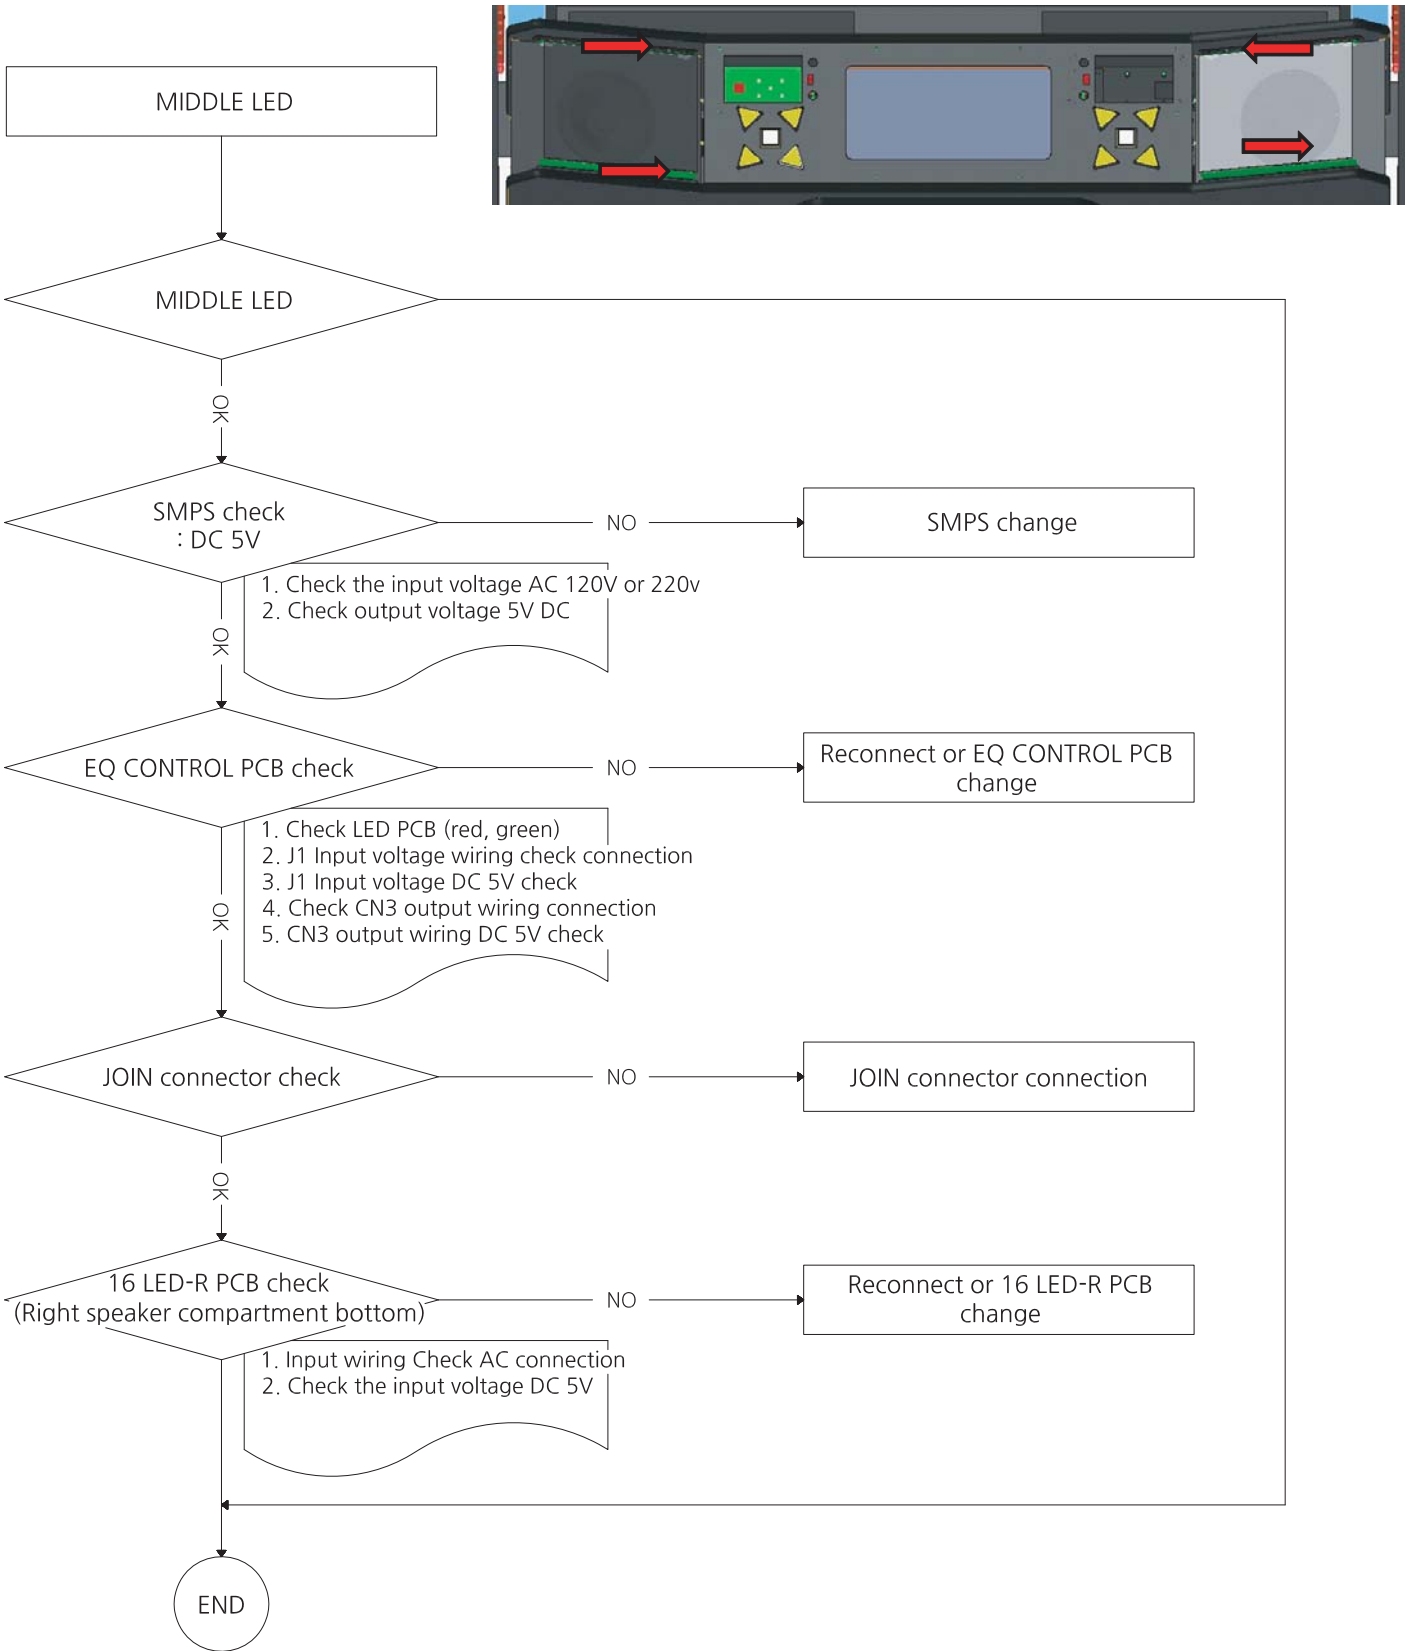 MIDDLE LED
MIDDLE LED
OK
SMPS check
: DC 5V
NO
SMPS change
1. Check the input voltage AC 120V or 220v
2. Check output voltage 5V DC
OK
EQ CONTROL PCB check
NO
Reconnect or EQ CONTROL PCB
change
1. Check LED PCB (red, green)
2. J1 Input voltage wiring check connection
3. J1 Input voltage DC 5V check
4. Check CN3 output wiring connection
5. CN3 output wiring DC 5V check
OK
JOIN connector check
NO
JOIN connector connection
OK
16 LED-R PCB check
(Right speaker compartment bottom)
NO
Reconnect or 16 LED-R PCB
change
1. Input wiring Check AC connection
2. Check the input voltage DC 5V
END